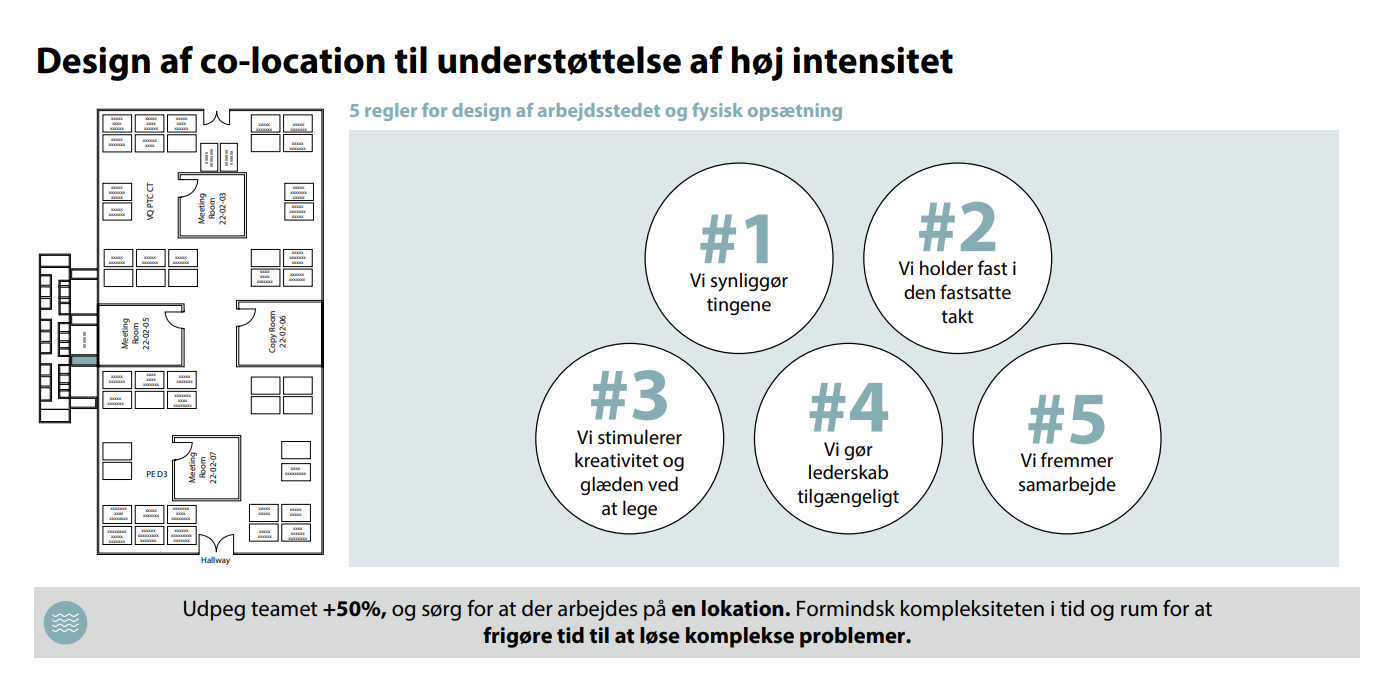 Design af co-location til understøttelse af høj intensitet
5 regler for design af arbejdsstedet og fysisk opsætning
VQ PTC CT
Meeting
Room
22-02-03
Meeting
Room
22-02-05
Copy Room
22-02-06
Meeting
Room
22-02-07
PE D3
Hallway
#1
Vi synliggør
tingene
#2
Vi holder fast i
den fastsatte
takt
#3
Vi stimulerer
kreativitet og
glæden ved
at lege
#4
Vi gør
lederskab
tilgængeligt
#5
Vi fremmer
samarbejde
Udpeg teamet +50%, og sørg for at der arbejdes på en lokation. Formindsk kompleksiteten i tid og rum for at
frigøre tid til at løse komplekse problemer.